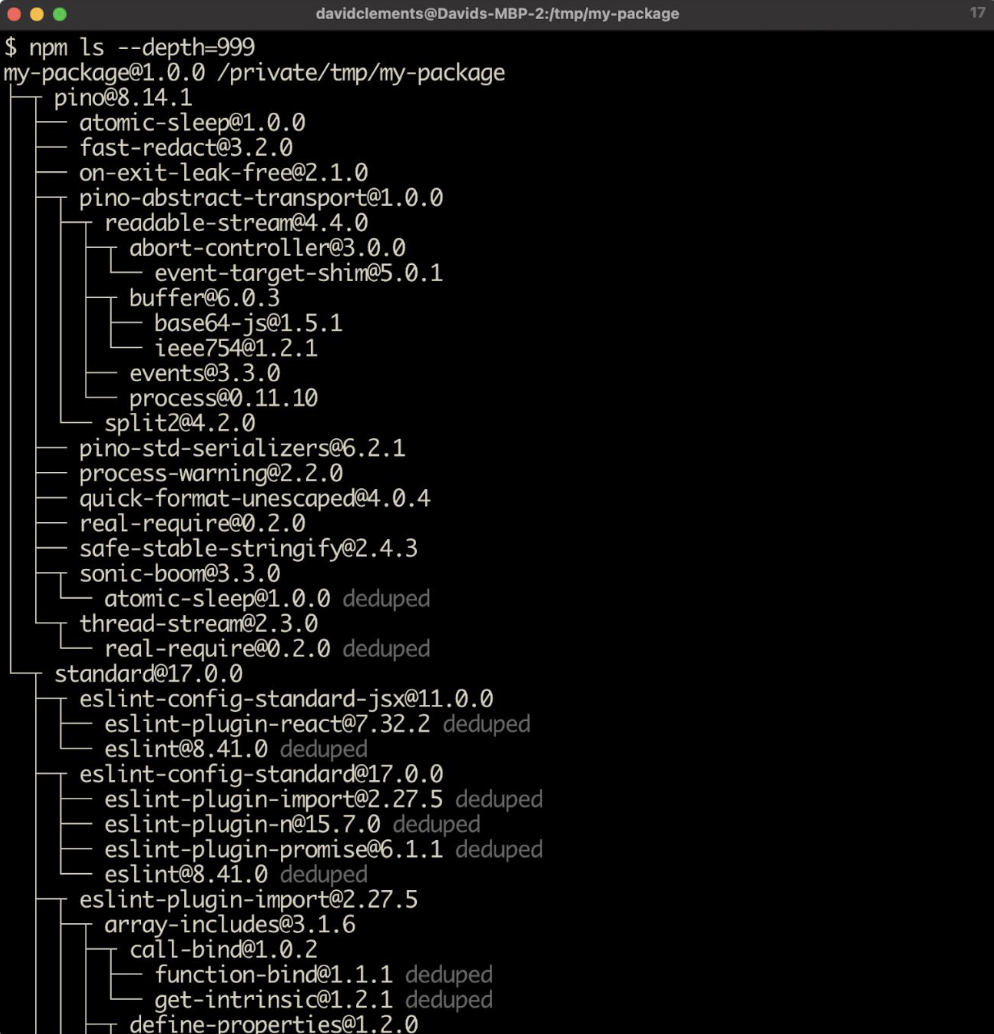 davidclements@Davids-MBP-2:/tmp/my-package
17
$ npm ls --depth=999
my-package@1.0.0 /private/tmp/my-package
pino@8.14.1
atomic-sleep@1.0.0
fast-redact@3.2.0
on-exit-leak-free@2.1.0
pino-abstract-transport@1.0.0
readable-stream@4.4.0
abort-controller@3.0.0
event-target-shim@5.0.1
buffer@6.0.3
base64-js@1.5.1
ieee754@1.2.1
events@3.3.0
process@0.11.10
split2@4.2.0
pino-std-serializers@6.2.1
process-warning@2.2.0
quick-format-unescaped@4.0.4
real-require@0.2.0
safe-stable-stringify@2.4.3
sonic-boom@3.3.0
atomic-sleep@1.0.0 deduped
thread-stream@2.3.0
real-require@0.2.0 deduped
standard@17.0.0
eslint-config-standard-jsx@11.0.0
eslint-plugin-react@7.32.2 deduped
eslint@8.41.0 deduped
eslint-config-standard@17.0.0
eslint-plugin-import@2.27.5 deduped
eslint-plugin-n@15.7.0 deduped
eslint-plugin-promise@6.1.1 deduped
eslint@8.41.0 deduped
eslint-plugin-import@2.27.5
array-includes@3.1.6
call-bind@1.0.2
function-bind@1.1.1 deduped
get-intrinsic@1.2.1 deduped
define-properties@1.2.0